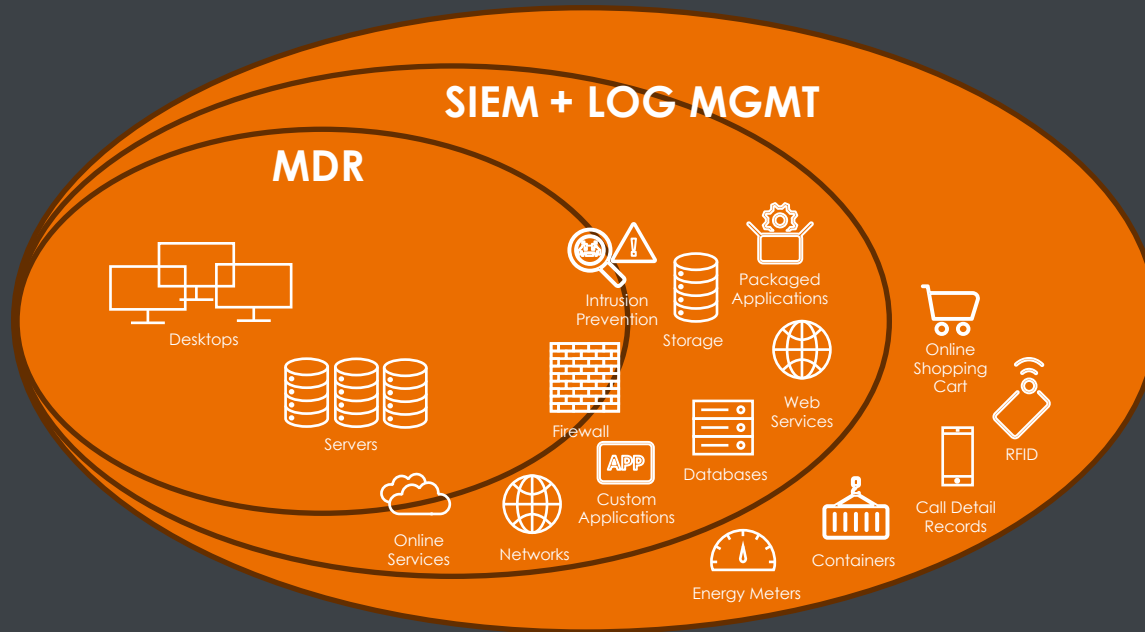 SIEM + LOG MGMT
MDR
Desktops
Servers
Intrusion
Prevention
Storage
Packaged
Applications
Firewall
Web
Services
Databases
APP
Custom
Applications
Online
Services
Networks
Online
Shopping
Cart
RFID
Call Detail
Records
Containers
Energy Meters